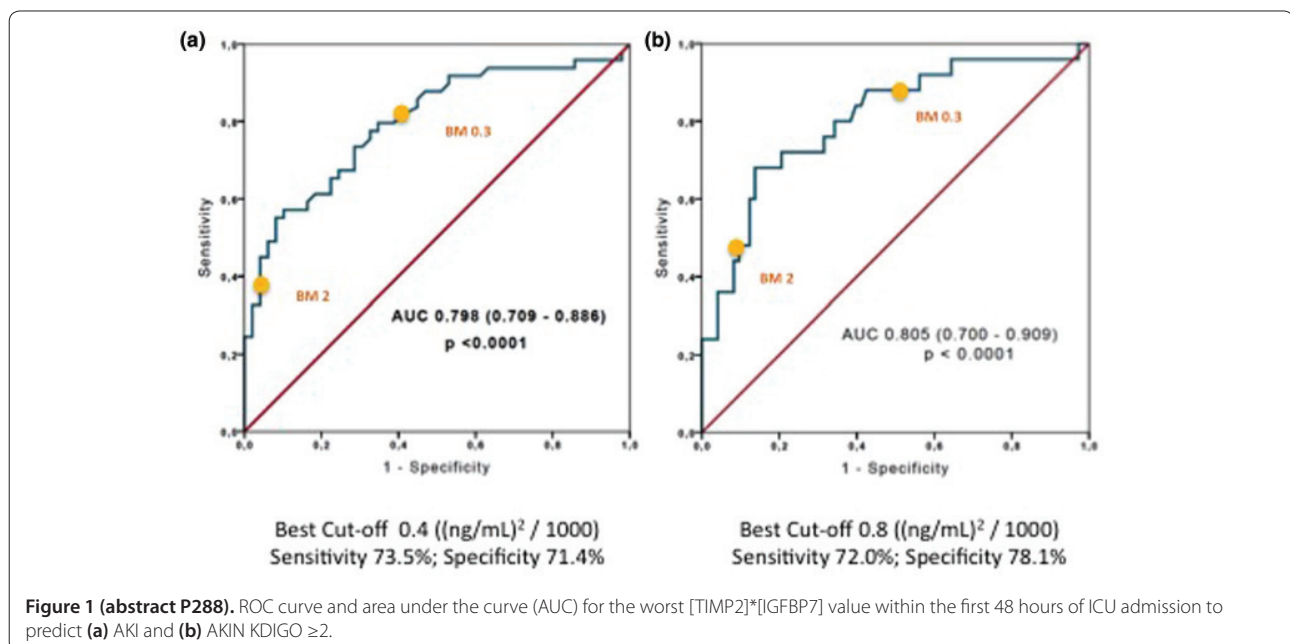 (a)
1,0
0,8
0,6
0,4
0,2
0,0
Sensitivity
BM 0.3
BM 2
AUC 0.798 (0.709 - 0.886)
p <0.0001
0,0 0,2 0,4 0,6 0,8 1,0
1 - Specificity
Best Cut-off 0.4 ((ng/mL)² / 1000)
Sensitivity 73.5%; Specificity 71.4%
(b)
1,0
0,8
0,6
0,4
0,2
0,0
Sensitivity
BM 0.3
BM 2
AUC 0.805 (0.700 - 0.909)
p < 0.0001
0,0 0,2 0,4 0,6 0,8 1,0
1 - Specificity
Best Cut-off 0.8 ((ng/mL)² / 1000)
Sensitivity 72.0%; Specificity 78.1%
Figure 1 (abstract P288). ROC curve and area under the curve (AUC) for the worst [TIMP2]*[IGFBP7] value within the first 48 hours of ICU admission to
predict (a) AKI and (b) AKIN KDIGO ≥2.